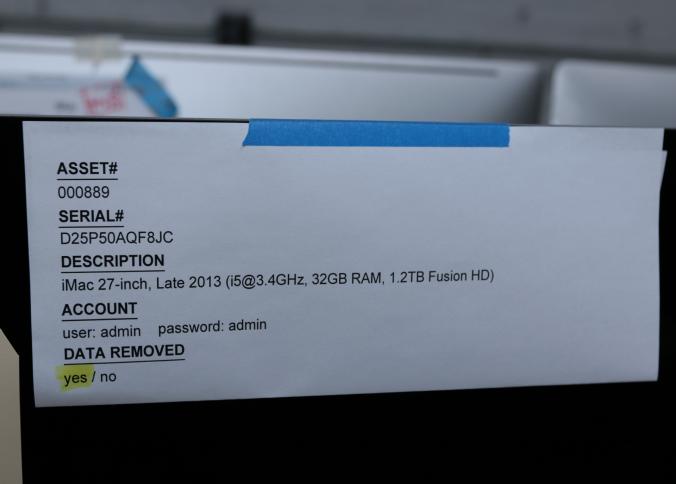 ASSET#
000889
SERIAL#
D25P50AQF8JC
DESCRIPTION
iMac 27-inch, Late 2013 (i5@3.4GHz, 32GB RAM, 1.2TB Fusion HD)
ACCOUNT
user: admin password: admin
DATA REMOVED
yes / no